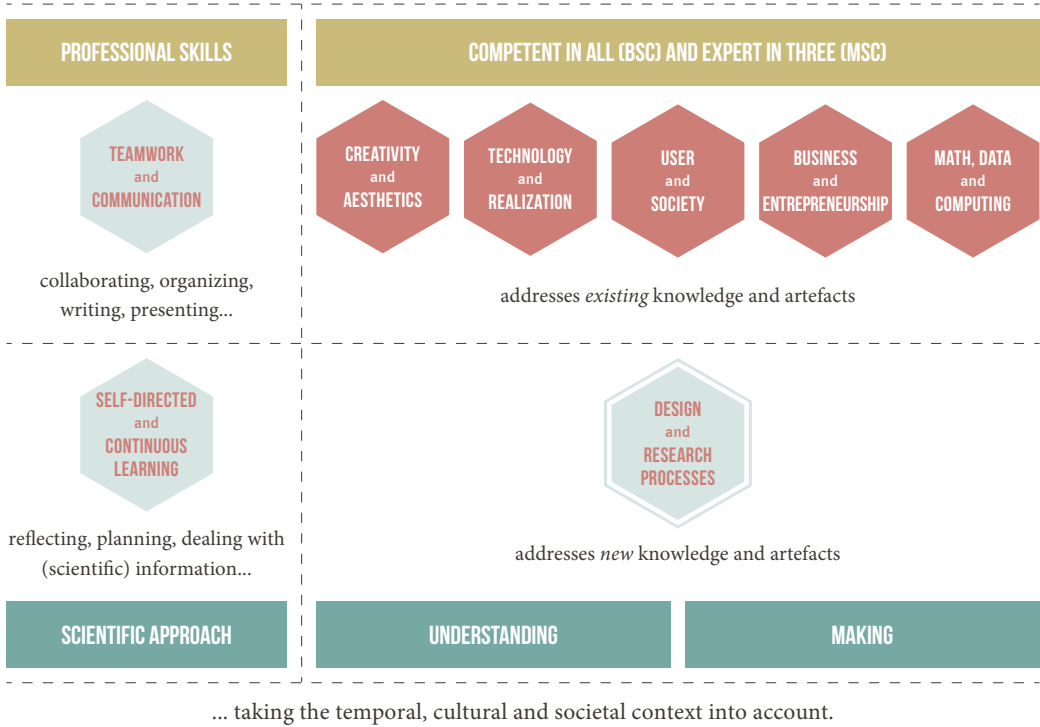 PROFESSIONAL SKILLS
COMPETENT IN ALL (BSC) AND EXPERT IN THREE (MSC)
TEAMWORK
and
COMMUNICATION
CREATIVITY
and
AESTHETICS
TECHNOLOGY
and
REALIZATION
USER
and
SOCIETY
BUSINESS
and
ENTREPRENEURSHIP
MATH, DATA
and
COMPUTING
collaborating, organizing,
writing, presenting...
addresses existing knowledge and artefacts
SELF-DIRECTED
and
CONTINUOUS
LEARNING
DESIGN
and
RESEARCH
PROCESSES
reflecting, planning, dealing with
(scientific) information...
addresses new knowledge and artefacts
SCIENTIFIC APPROACH
UNDERSTANDING
MAKING
... taking the temporal, cultural and societal context into account.